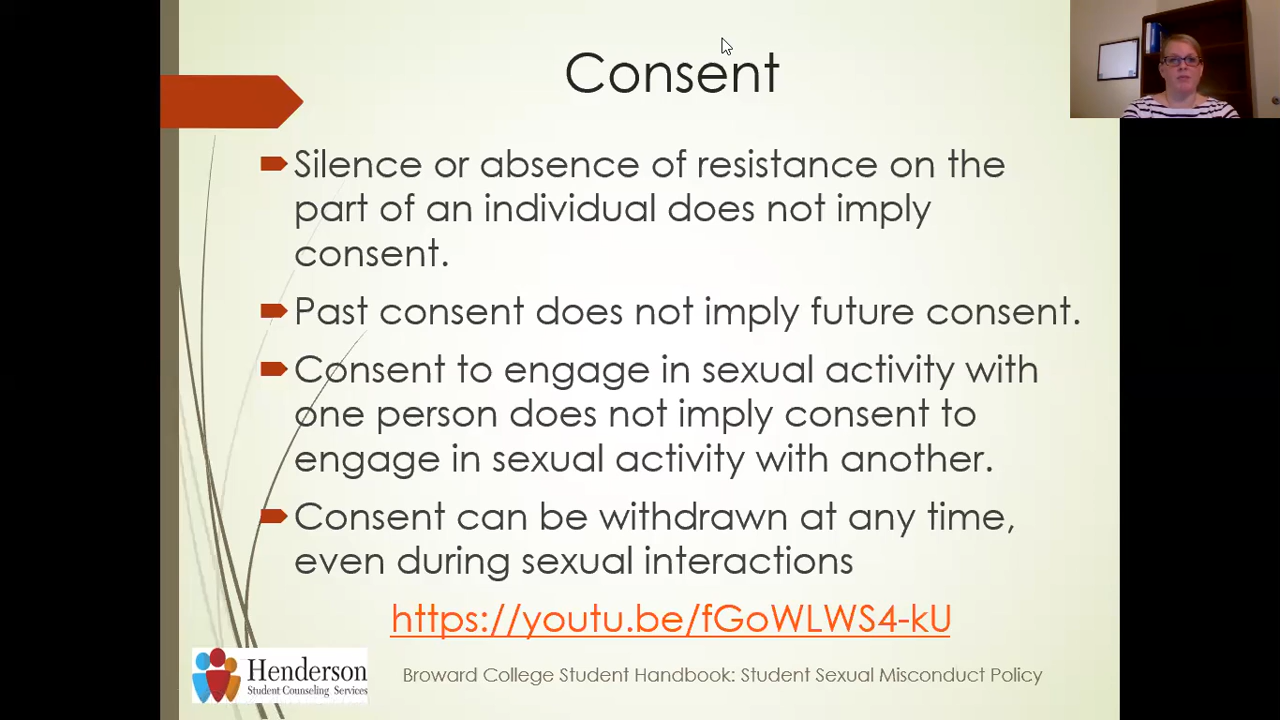 Consent
Silence or absence of resistance on the
part of an individual does not imply
consent.
Past consent does not imply future consent.
Consent to engage in sexual activity with
one person does not imply consent to
engage in sexual activity with another.
Consent can be withdrawn at any time,
even during sexual interactions
https://youtu.be/fGoWLWS4-kU
Henderson
Student Counseling Services
Broward College Student Handbook: Student Sexual Misconduct Policy